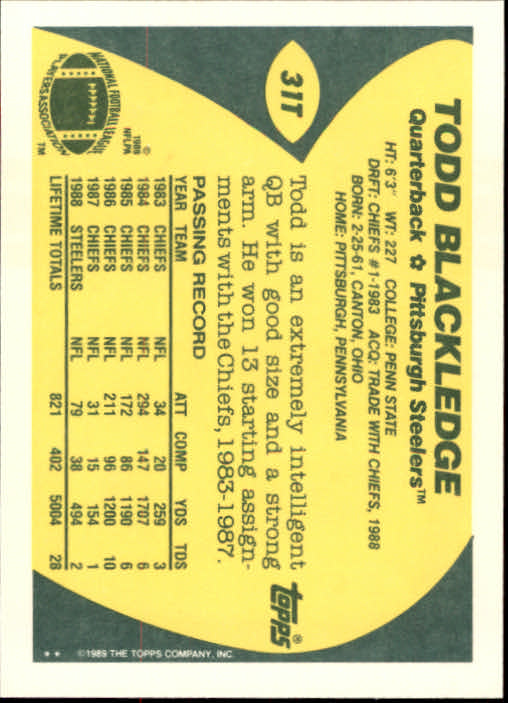 31T
TODD BLACKLEDGE
Quarterback ✪ Pittsburgh Steelers™
HT: 6'3" WT: 227 COLLEGE: PENN STATE
DRFT: CHIEFS #1-1983 ACQ: TRADE WITH CHIEFS, 1988
BORN: 2-25-61, CANTON, OHIO
HOME: PITTSBURGH, PENNSYLVANIA
Todd is an extremely intelligent
QB with good size and a strong
arm. He won 13 starting assign-
ments with the Chiefs, 1983-1987.
topps®
PASSING RECORD
YEAR TEAM ATT COMP YDS TDS
1983 CHIEFS NFL 34 20 259 3
1984 CHIEFS NFL 294 147 1707 6
1985 CHIEFS NFL 172 86 1190 6
1986 CHIEFS NFL 211 96 1200 10
1987 CHIEFS NFL 31 15 154 1
1988 STEELERS NFL 79 38 494 2
LIFETIME TOTALS 821 402 5004 28
NATIONAL FOOTBALL LEAGUE
PLAYERS ASSOCIATION
®
1989
NFLPA
TM
** ©1989 THE TOPPS COMPANY, INC.